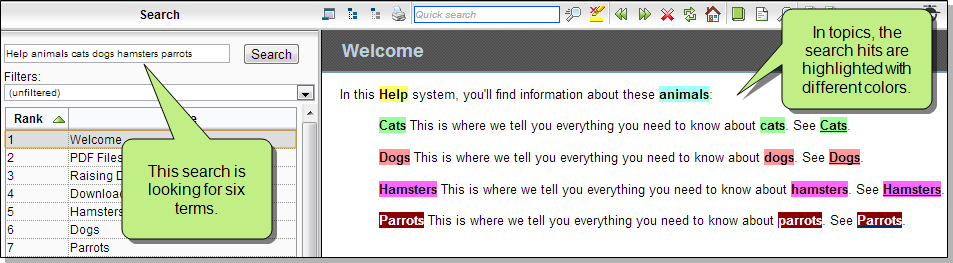 Search
Quick search
Help animals cats dogs hamsters parrots
Search
Filters:
(unfiltered)
Rank
1 Welcome
2 PDF Files
3 Raising D
4 Download
5 Hamsters
6 Dogs
7 Parrots
This search is
looking for six
terms.
Welcome
In this Help system, you'll find information about these animals:
Cats This is where we tell you everything you need to know about cats. See Cats.
Dogs This is where we tell you everything you need to know about dogs. See Dogs.
Hamsters This is where we tell you everything you need to know about hamsters. See Hamsters.
Parrots This is where we tell you everything you need to know about parrots. See Parrots.
In topics, the
search hits are
highlighted with
different colors.